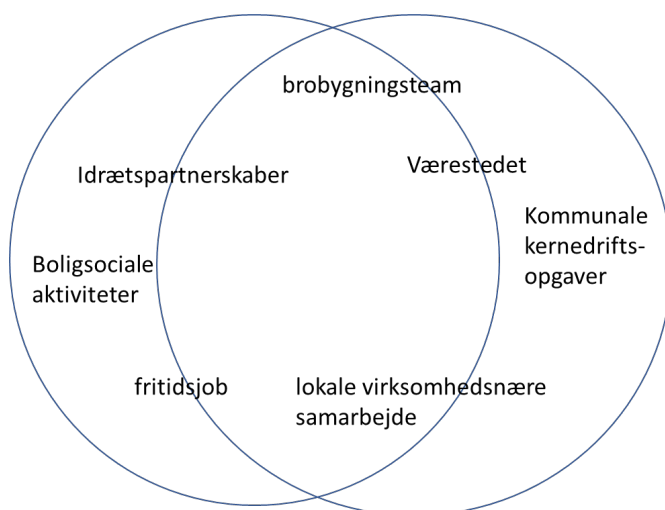 brobygningsteam
Idrætspartnerskaber
Værestedet
Kommunale
kernedrifts-
opgaver
Boligsociale
aktiviteter
fritidsjob
lokale virksomhedsnære
samarbejde